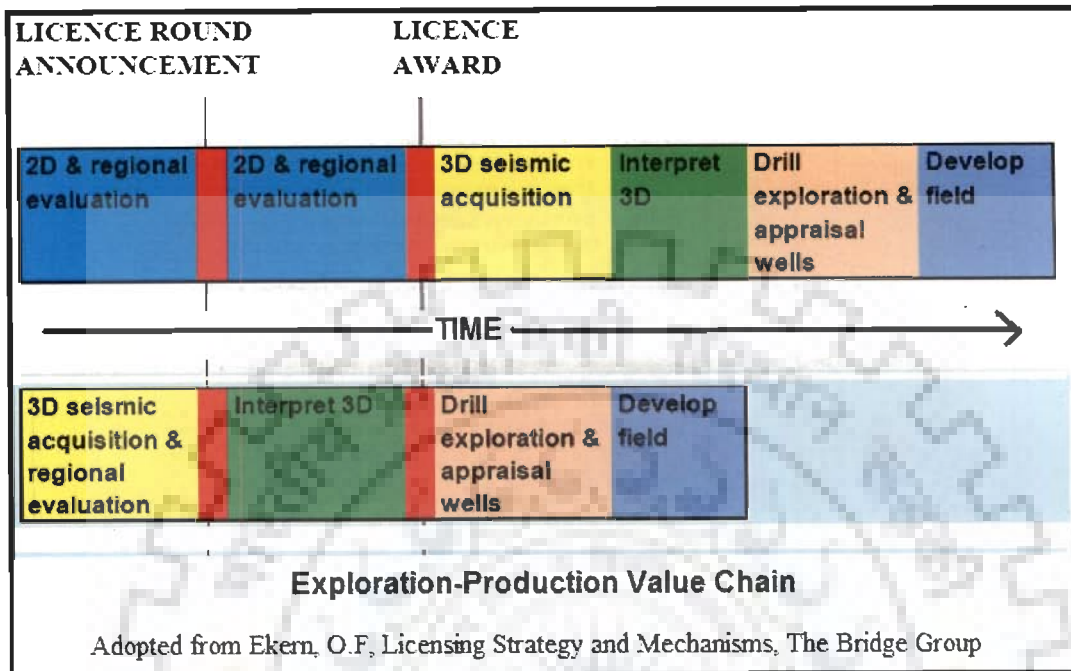 LICENCE ROUND
ANNOUNCEMENT
LICENCE
AWARD
2D & regional
evaluation
2D & regional
evaluation
3D seismic
acquisition
Interpret
3D
Drill
exploration &
appraisal
wells
Develop
field
TIME
3D seismic
acquisition &
regional
evaluation
Interpret 3D
Drill
exploration &
appraisal
wells
Develop
field
Exploration-Production Value Chain
Adopted from Ekern, O.F, Licensing Strategy and Mechanisms, The Bridge Group